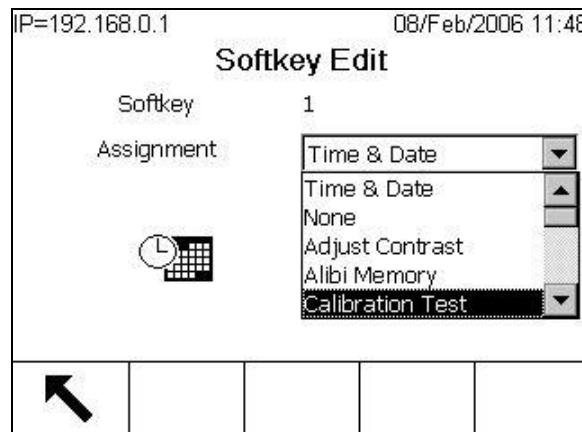 IP=192.168.0.1 08/Feb/2006 11:48
Softkey Edit
Softkey 1
Assignment Time & Date
Time & Date
None
Adjust Contrast
Alibi Memory
Calibration Test